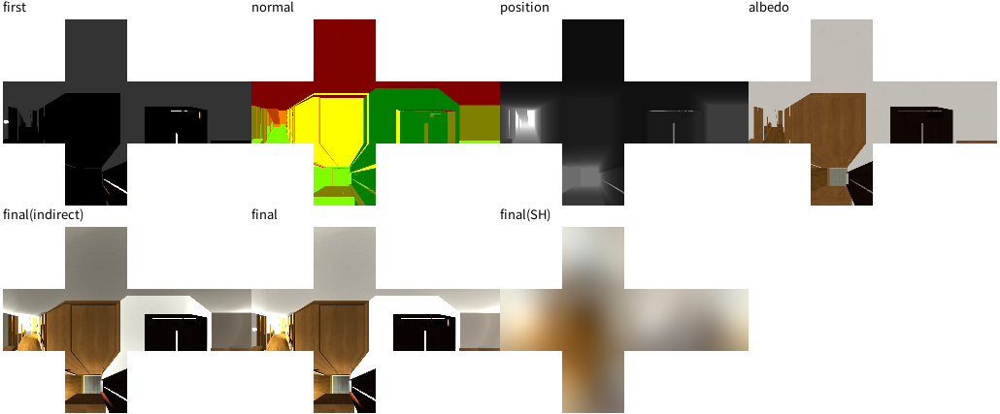 first
normal
position
albedo
final(indirect)
final
final(SH)